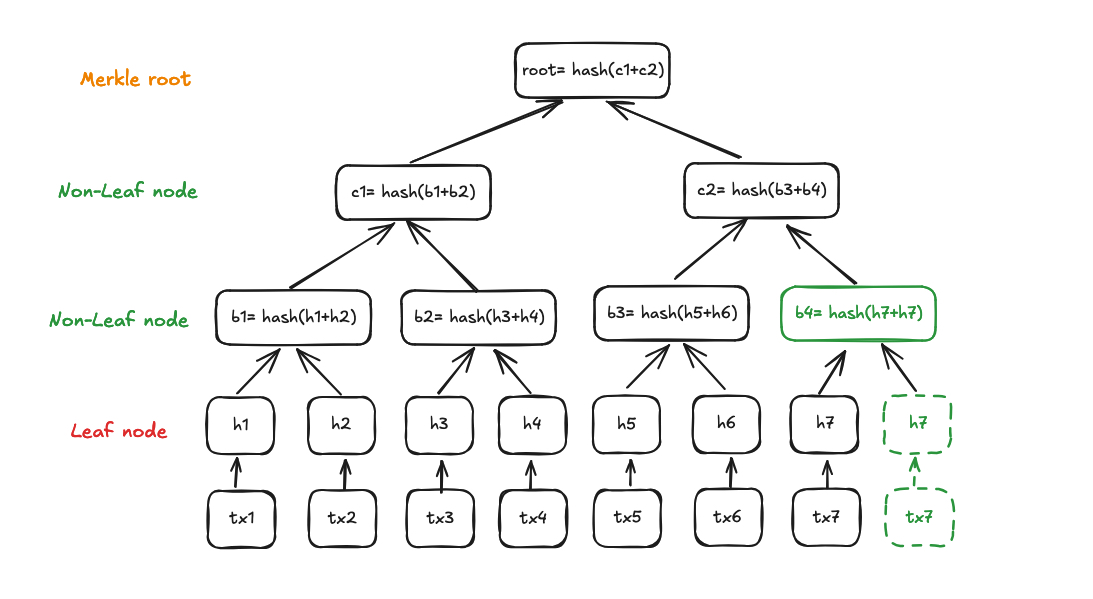 Merkle root
root= hash(c1+c2)
Non-Leaf node
c1= hash(b1+b2)
c2= hash(b3+b4)
Non-Leaf node
b1= hash(h1+h2)
b2= hash(h3+h4)
b3= hash(h5+h6)
b4= hash(h7+h7)
Leaf node
h1
h2
h3
h4
h5
h6
h7
h7
tx1
tx2
tx3
tx4
tx5
tx6
tx7
tx7